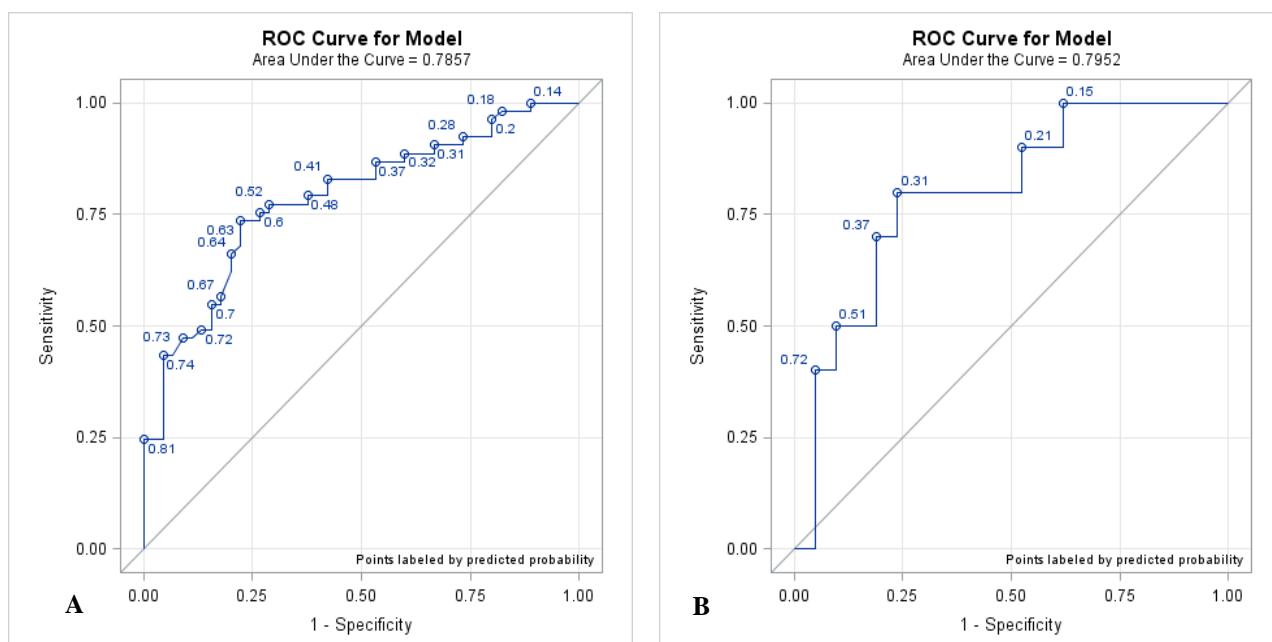 ROC Curve for Model
Area Under the Curve = 0.7857
1.00
0.75
0.50
0.25
0.00
Sensitivity
0.14
0.18
0.2
0.28
0.31
0.32
0.37
0.41
0.48
0.52
0.6
0.63
0.64
0.67
0.7
0.72
0.73
0.74
0.81
Points labeled by predicted probability
0.00 0.25 0.50 0.75 1.00
1 - Specificity
A
ROC Curve for Model
Area Under the Curve = 0.7952
1.00
0.75
0.50
0.25
0.00
Sensitivity
0.15
0.21
0.31
0.37
0.51
0.72
Points labeled by predicted probability
0.00 0.25 0.50 0.75 1.00
1 - Specificity
B